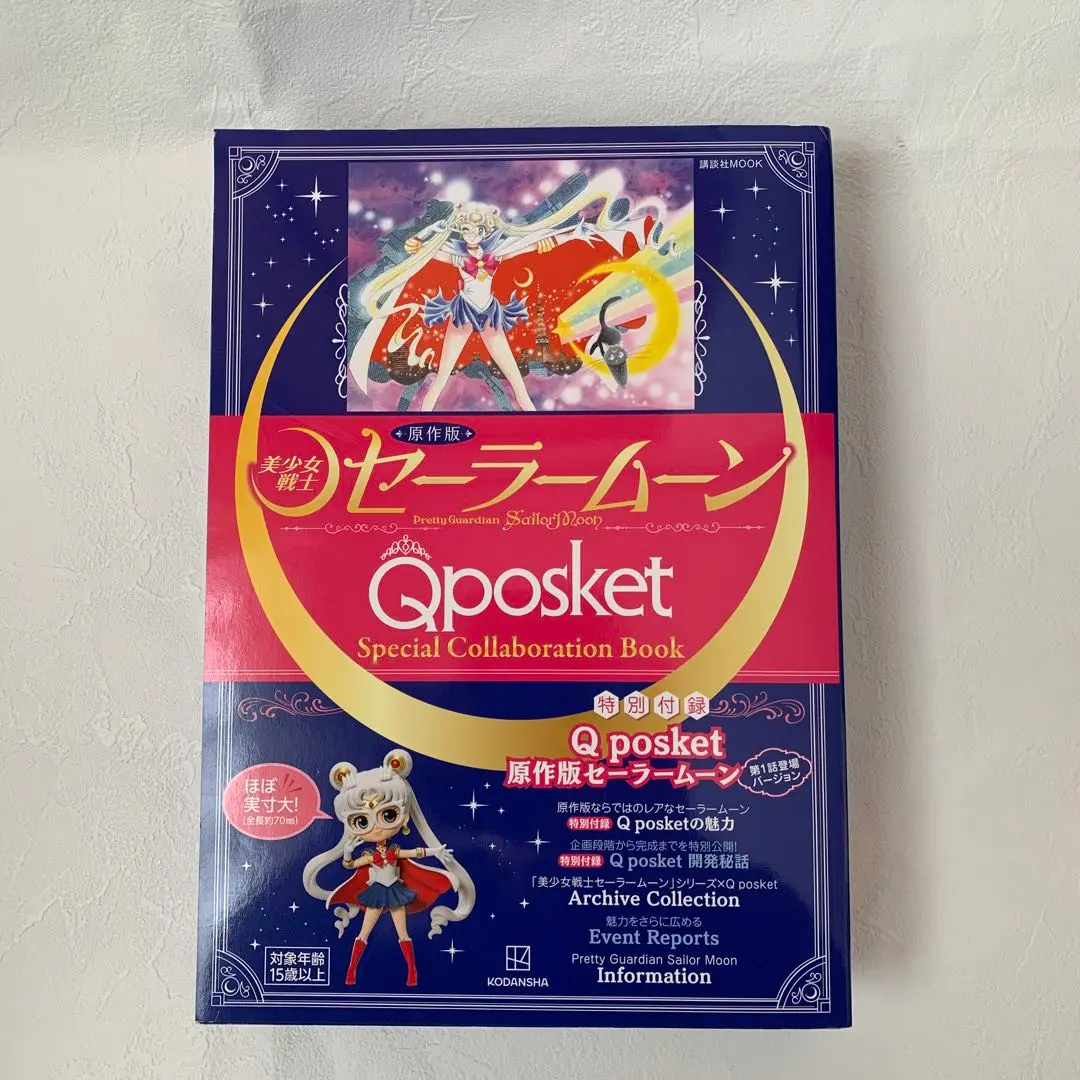 講談社MOOK
原作版
美少女
戦士
セーラームーン
Pretty Guardian Sailor Moon
Qposket
Special Collaboration Book
特別付録
Q posket
原作版セーラームーン
第1話登場
バージョン
ほぼ
実寸大!
(全長約70㎜)
原作版ならではのレアなセーラームーン
特別付録 Q posketの魅力
企画段階から完成までを特別公開!
特別付録 Q posket 開発秘話
「美少女戦士セーラームーン」シリーズ×Q posket
Archive Collection
魅力をさらに広める
Event Reports
Pretty Guardian Sailor Moon
Information
対象年齢
15歳以上
KODANSHA